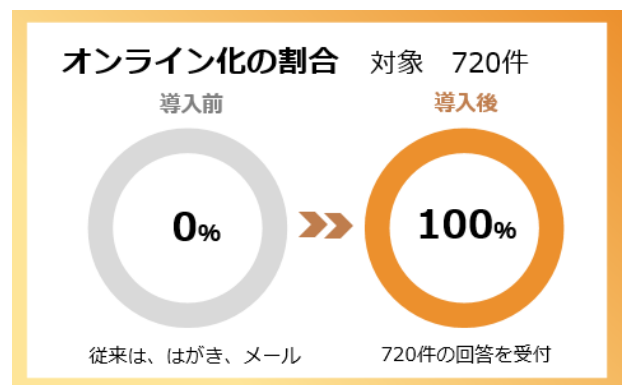 オンライン化の割合　対象　720件
導入前
導入後
0%
100%
従来は、はがき、メール
720件の回答を受付